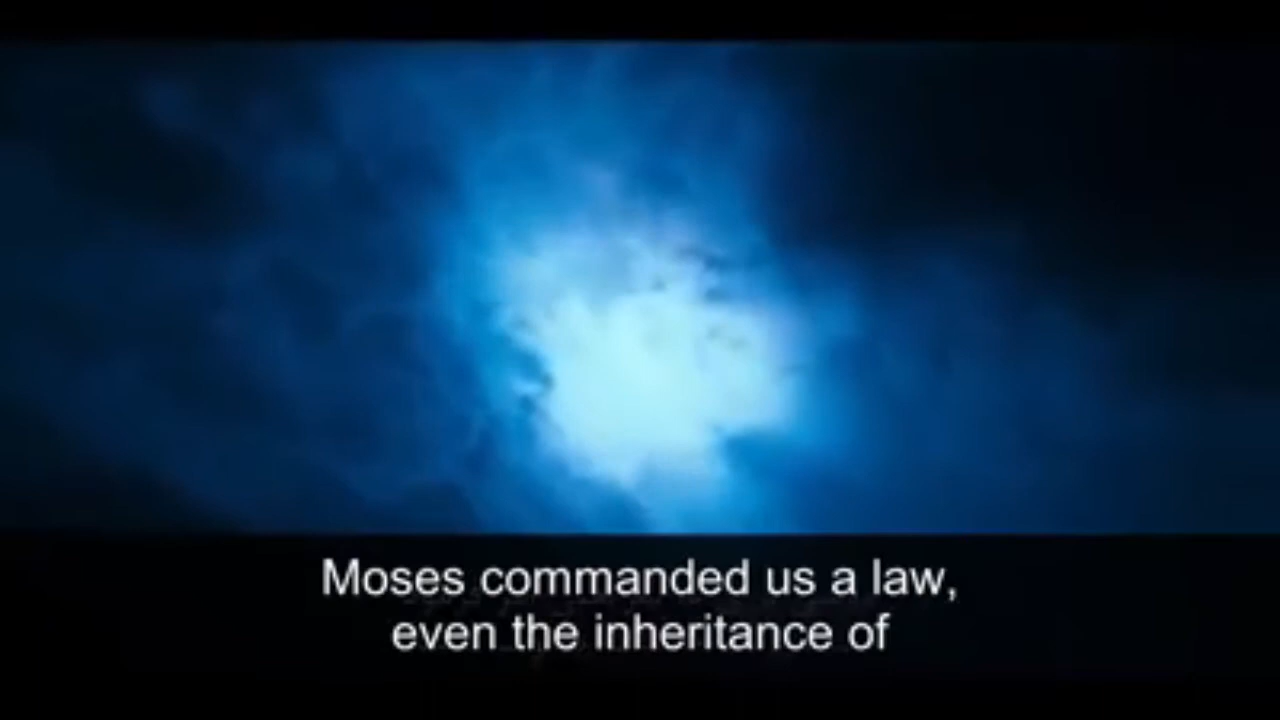 Moses commanded us a law,
even the inheritance of